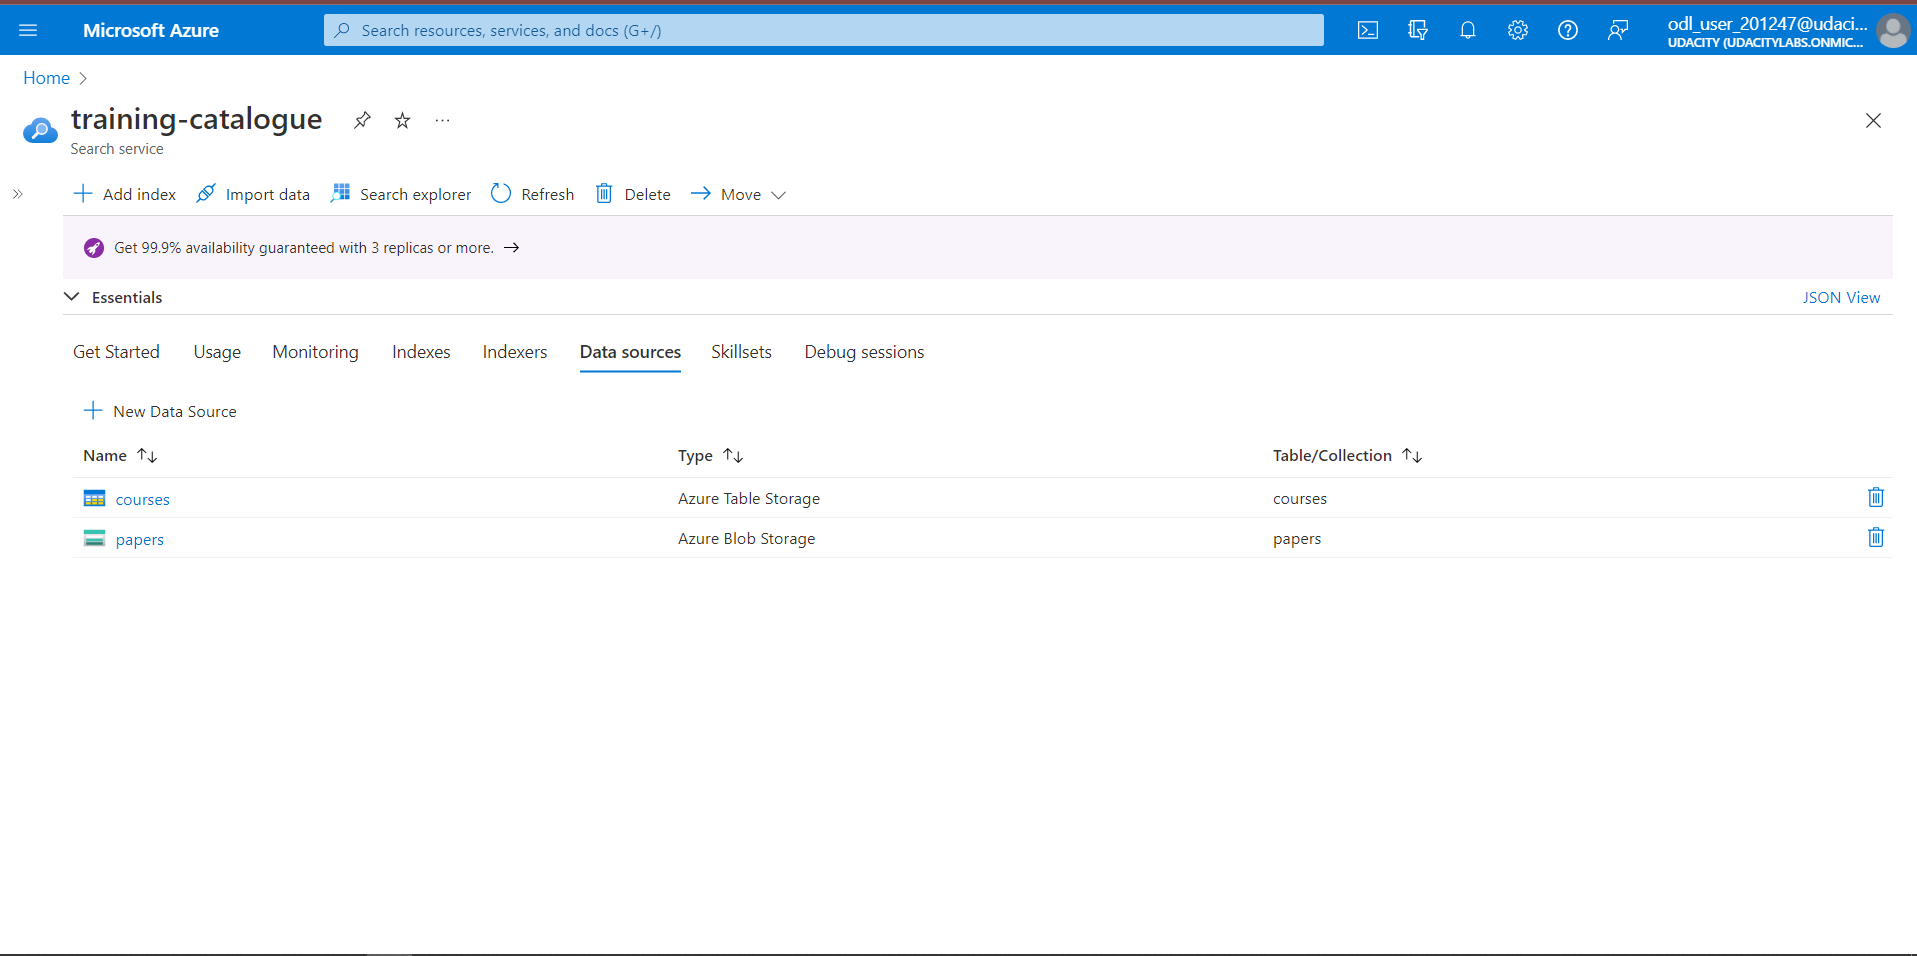 Microsoft Azure
Search resources, services, and docs (G+/)
odl_user_201247@udaci...
UDACITY (UDACITYLABS.ONMIC...
Home
training-catalogue
Search service
Add index Import data Search explorer Refresh Delete Move
Get 99.9% availability guaranteed with 3 replicas or more.
Essentials JSON View
Get Started Usage Monitoring Indexes Indexers Data sources Skillsets Debug sessions
New Data Source
Name Type Table/Collection
courses Azure Table Storage courses
papers Azure Blob Storage papers